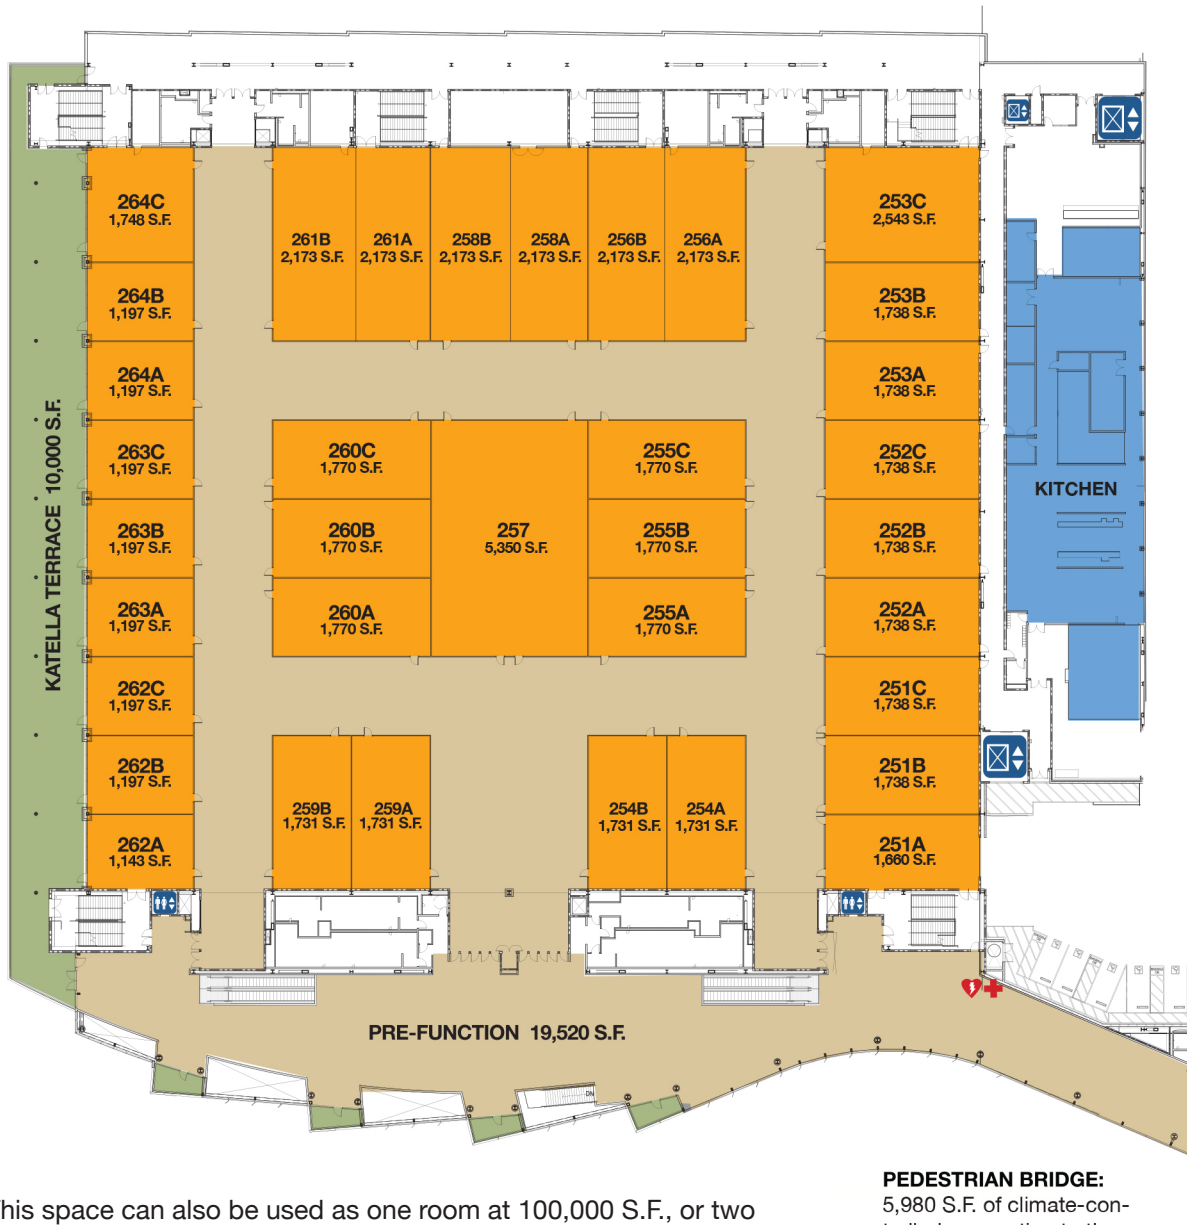 264C
1,748 S.F.
253C
2,543 S.F.
261B
2,173 S.F.
261A
2,173 S.F.
258B
2,173 S.F.
258A
2,173 S.F.
256B
2,173 S.F.
256A
2,173 S.F.
264B
1,197 S.F.
253B
1,738 S.F.
264A
1,197 S.F.
253A
1,738 S.F.
KATELLA TERRACE 10,000 S.F.
263C
1,197 S.F.
260C
1,770 S.F.
255C
1,770 S.F.
252C
1,738 S.F.
KITCHEN
263B
1,197 S.F.
260B
1,770 S.F.
257
5,350 S.F.
255B
1,770 S.F.
252B
1,738 S.F.
263A
1,197 S.F.
260A
1,770 S.F.
255A
1,770 S.F.
252A
1,738 S.F.
262C
1,197 S.F.
251C
1,738 S.F.
262B
1,197 S.F.
251B
1,738 S.F.
259B
1,731 S.F.
259A
1,731 S.F.
254B
1,731 S.F.
254A
1,731 S.F.
262A
1,143 S.F.
251A
1,660 S.F.
PRE-FUNCTION 19,520 S.F.
DN
PEDESTRIAN BRIDGE:
5,980 S.F. of climate-con-
This space can also be used as one room at 100,000 S.F., or two